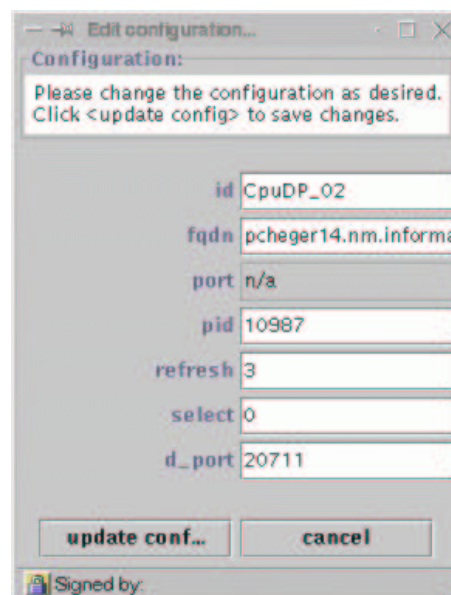 Edit configuration...
Configuration:
Please change the configuration as desired.
Click <update config> to save changes.
id CpuDP_02
fqdn pcheger14.nm.informa
port n/a
pid 10987
refresh 3
select 0
d_port 20711
update conf... cancel
Signed by: